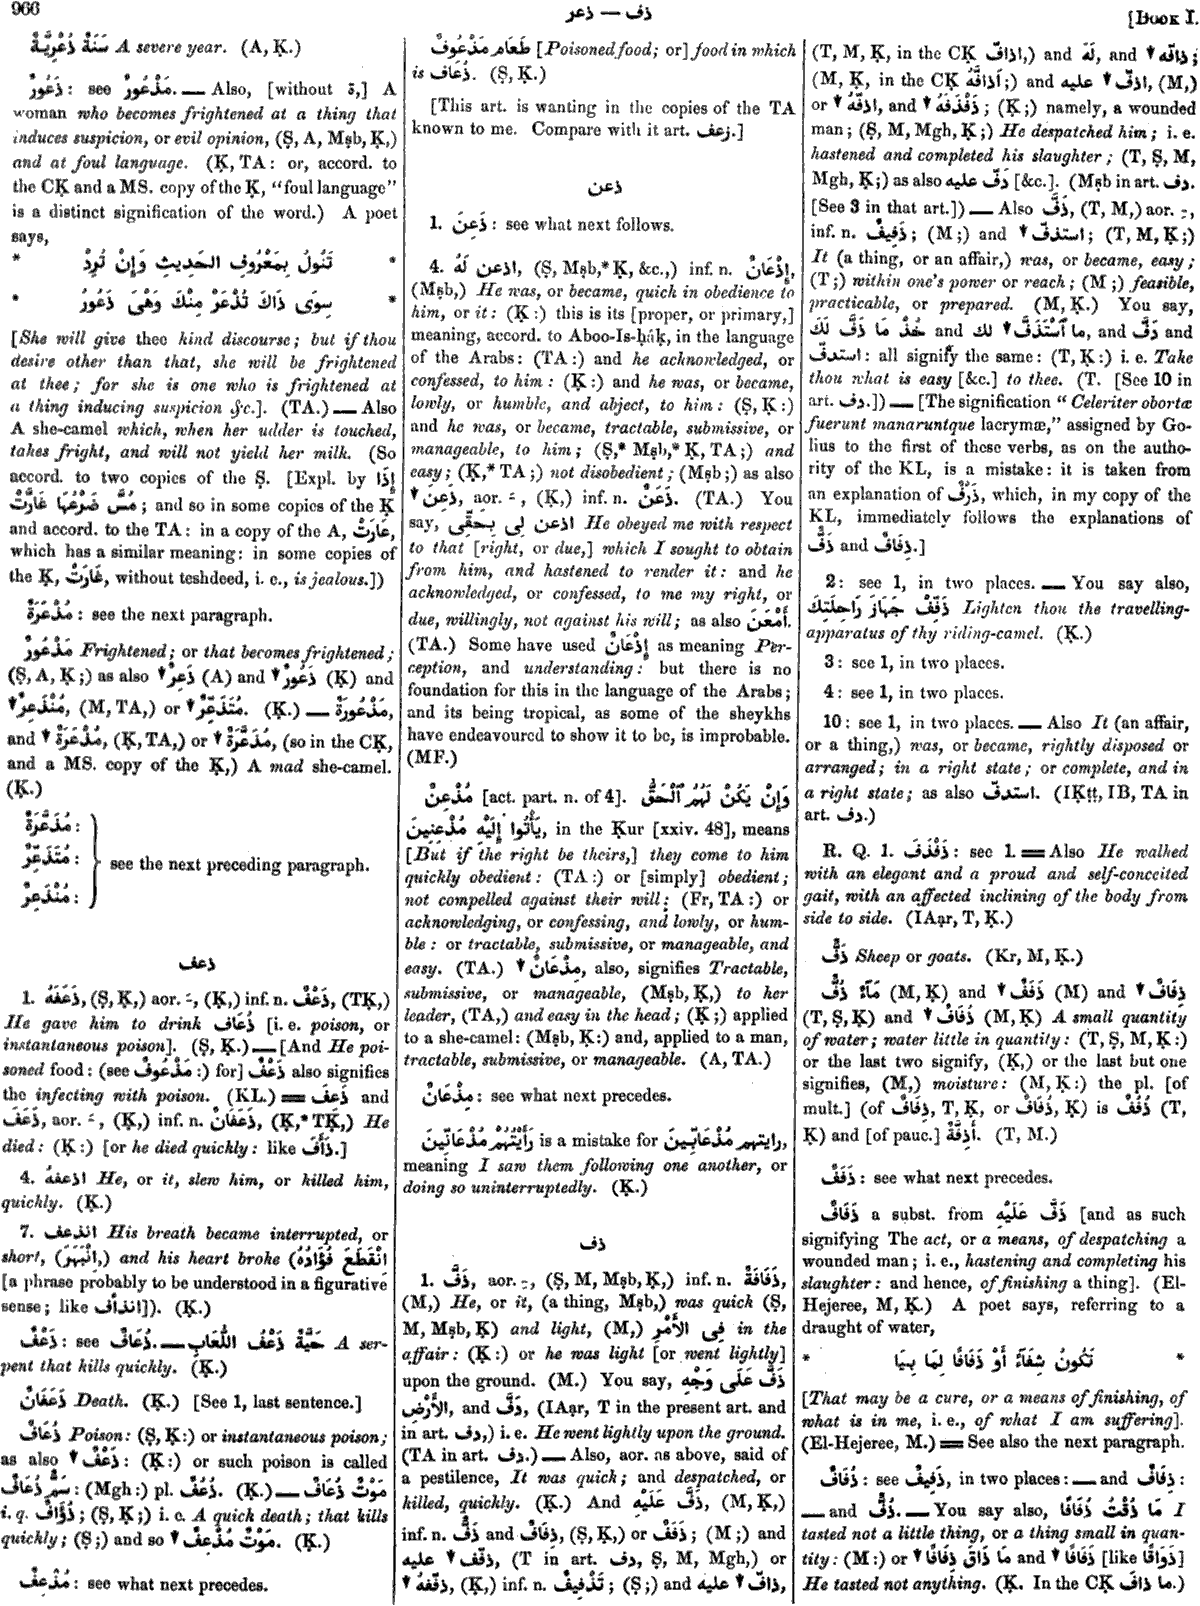 966
ذعر — ذف
[BOOK I.
سَنَةٌ ذُعْرِيَّةٌ A severe year. (A, Ḳ.)
ذَعُورٌ: see مَذْعُورٌ. — Also, [without ة,] A
woman who becomes frightened at a thing that
induces suspicion, or evil opinion, (Ṣ, A, Mṣb, Ḳ,)
and at foul language. (Ḳ, TA: or, accord. to
the CḲ and a MS. copy of the Ḳ, “foul language”
is a distinct signification of the word.) A poet
says,
* تَنُولُ بِمَعْرُوفِ الحَدِيثِ وَإِنْ تُرِدْ *
* سِوَى ذَاكَ تُذْعَرْ مِنْكَ وَهْىَ ذَعُورُ *
[She will give thee kind discourse; but if thou
desire other than that, she will be frightened
at thee; for she is one who is frightened at
a thing inducing suspicion &c.]. (TA.) — Also
A she-camel which, when her udder is touched,
takes fright, and will not yield her milk. (So
accord. to two copies of the Ṣ. [Expl. by إِذَا
مُسَّ ضَرْعُهَا غَارَّتْ; and so in some copies of the Ḳ
and accord. to the TA: in a copy of the A, غَارَتْ,
which has a similar meaning: in some copies of
the Ḳ, غَارَتْ, without teshdeed, i. e., is jealous.])
مُذْعَرَةٌ: see the next paragraph.
مَذْعُورٌ Frightened; or that becomes frightened;
(Ṣ, A, Ḳ;) as also ▼ ذَعِرٌ (A) and ▼ ذَعُورٌ (Ḳ) and
▼ مُنْذَعِرٌ, (M, TA,) or ▼ مُتَذَعِّرٌ. (Ḳ.) — مَذْعُورَةٌ,
and ▼ مُذْعَرَةٌ, (Ḳ, TA,) or ▼ مُذَعَّرَةٌ, (so in the CḲ,
and a MS. copy of the Ḳ,) A mad she-camel.
(Ḳ.)
مُذَعَّرَةٌ:
مُتَذَعِّرٌ: see the next preceding paragraph.
مُنْذَعِرٌ:
ذعف
1. ذَعَفَهُ, (Ṣ, Ḳ,) aor. ـَ, (Ḳ,) inf. n. ذَعْفٌ, (TḲ,)
He gave him to drink ذُعَاف [i. e. poison, or
instantaneous poison]. (Ṣ, Ḳ.) — [And He poi-
soned food: (see مَذْعُوفٌ:) for] ذَعْفٌ also signifies
the infecting with poison. (KL.) = ذَعَفَ and
ذَعِفَ, aor. ـَ, (Ḳ,) inf. n. ذَعَفَانٌ, (Ḳ,* TḲ,) He
died: (Ḳ:) [or he died quickly: like ذَأَفَ.]
4. اذعفهُ He, or it, slew him, or killed him,
quickly. (Ḳ.)
7. انذعف His breath became interrupted, or
short, (اِنْبَهَرَ,) and his heart broke (اِنْقَطَعَ فُؤَادُهُ
[a phrase probably to be understood in a figurative
sense; like انذأف]). (Ḳ.)
ذَعْفٌ: see ذُعَافٌ. — حَيَّةٌ ذَعْفُ اللُّعَابِ A ser-
pent that kills quickly. (Ḳ.)
ذَعَفَانٌ Death. (Ḳ.) [See 1, last sentence.]
ذُعَافٌ Poison: (Ṣ, Ḳ:) or instantaneous poison;
as also ▼ ذَعْفٌ: (Ḳ:) or such poison is called
سَمٌّ ذُعَافٌ: (Mgh:) pl. ذُعُفٌ. (Ḳ.) — مَوْتٌ ذُعَافٌ
i. q. ذُؤَافٌ; (Ṣ, Ḳ;) i. e. A quick death; that kills
quickly; (Ṣ;) and so ▼ مَوْتٌ مُذْعِفٌ. (Ḳ.)
مُذْعِفٌ: see what next precedes.
طَعَام مَذْعُوفٌ [Poisoned food; or] food in which
is ذُعَاف. (Ṣ, Ḳ.)
[This art. is wanting in the copies of the TA
known to me. Compare with it art. زعف.]
ذعن
1. ذَعِنَ: see what next follows.
4. اذعن لَهُ, (Ṣ, Mṣb,* Ḳ, &c.,) inf. n. إِذْعَانٌ,
(Mṣb,) He was, or became, quick in obedience to
him, or it: (Ḳ:) this is its [proper, or primary,]
meaning, accord. to Aboo-Is-ḥáḳ, in the language
of the Arabs: (TA:) and he acknowledged, or
confessed, to him: (Ḳ:) and he was, or became,
lowly, or humble, and abject, to him: (Ṣ, Ḳ:)
and he was, or became, tractable, submissive, or
manageable, to him; (Ṣ,* Mṣb,* Ḳ, TA;) and
easy; (Ḳ,* TA;) not disobedient; (Mṣb;) as also
▼ ذَعِنَ, aor. ـَ, (Ḳ,) inf. n. ذَعَنٌ. (TA.) You
say, اذعن لِى بِحَقِّى He obeyed me with respect
to that [right, or due,] which I sought to obtain
from him, and hastened to render it: and he
acknowledged, or confessed, to me my right, or
due, willingly, not against his will; as also أَمْعَنَ.
(TA.) Some have used إِذْعَانٌ as meaning Per-
ception, and understanding: but there is no
foundation for this in the language of the Arabs;
and its being tropical, as some of the sheykhs
have endeavoured to show it to be, is improbable.
(MF.)
مُذْعِنٌ [act. part. n. of 4]. وَإِنْ يَكُنْ لَهُمُ ٱلْحَقُّ
يَأْتُوا إِلَيْهِ مُذْعِنِينَ, in the Ḳur [xxiv. 48], means
[But if the right be theirs,] they come to him
quickly obedient: (TA:) or [simply] obedient;
not compelled against their will: (Fr, TA:) or
acknowledging, or confessing, and lowly, or hum-
ble: or tractable, submissive, or manageable, and
easy. (TA.) ▼ مِذْعَانٌ, also, signifies Tractable,
submissive, or manageable, (Mṣb, Ḳ,) to her
leader, (TA,) and easy in the head; (Ḳ;) applied
to a she-camel: (Mṣb, Ḳ:) and, applied to a man,
tractable, submissive, or manageable. (A, TA.)
مِذْعَانٌ: see what next precedes.
رَأَيْتُهُمْ مُذْعَانِّينَ is a mistake for رايتهم مُذْعَابِّينَ,
meaning I saw them following one another, or
doing so uninterruptedly. (Ḳ.)
ذف
1. ذَفَّ, aor. ـِ, (Ṣ, M, Mṣb, Ḳ,) inf. n. ذَفَافَةٌ,
(M,) He, or it, (a thing, Mṣb,) was quick (Ṣ,
M, Mṣb, Ḳ) and light, (M,) فِى الأَمْرِ in the
affair: (Ḳ:) or he was light [or went lightly]
upon the ground. (M.) You say, ذَفَّ عَلَى وَجْهِ
الأَرْضِ, and دَفَّ, (IAạr, T in the present art. and
in art. دف,) i. e. He went lightly upon the ground.
(TA in art. دف.) — Also, aor. as above, said of
a pestilence, It was quick; and despatched, or
killed, quickly. (Ḳ.) And ذَفَّ عَلَيْهِ, (M, Ḳ,)
inf. n. ذَفٌّ and ذِفَافٌ, (Ṣ, Ḳ,) or ذَفَفٌ; (M;) and
▼ ذفّف عليه, (T in art. دف, Ṣ, M, Mgh,) or
▼ ذفّفهُ, (Ḳ,) inf. n. تَذْفِيفٌ; (Ṣ;) and ▼ ذافّ عليه,
(T, M, Ḳ, in the CḲ اذافّ,) and لَهُ, and ▼ ذافّه;
(M, Ḳ, in the CḲ اَذَافَّهُ;) and ▼ اذفّ عليه, (M,)
or ▼ اذفّهُ, and ▼ ذَفْذَفَهُ; (Ḳ;) namely, a wounded
man; (Ṣ, M, Mgh, Ḳ;) He despatched him; i. e.
hastened and completed his slaughter; (T, Ṣ, M,
Mgh, Ḳ;) as also دَفَّ عليه [&c.]. (Mṣb in art. دف.
[See 3 in that art.]) — Also ذَفَّ, (T, M,) aor. ـِ,
inf. n. ذَفِيفٌ; (M;) and ▼ استذفّ; (T, M, Ḳ;)
It (a thing, or an affair,) was, or became, easy;
(T;) within one's power or reach; (M;) feasible,
practicable, or prepared. (M, Ḳ.) You say,
خُذْ مَا ذَفَّ لَكَ and ▼ ما ٱسْتَذَفَّ لك, and دَفَّ and
استدفّ: all signify the same: (T, Ḳ:) i. e. Take
thou what is easy [&c.] to thee. (T. [See 10 in
art. دف.]) — [The signification “Celeriter obortæ
fuerunt manaruntque lacrymæ,” assigned by Go-
lius to the first of these verbs, as on the autho-
rity of the KL, is a mistake: it is taken from
an explanation of ذَرْفٌ, which, in my copy of the
KL, immediately follows the explanations of
ذِفَافٌ and ذَفٌّ.]
2: see 1, in two places. — You say also,
ذَفِّفْ جَهَازَ رَاحِلَتِكَ Lighten thou the travelling-
apparatus of thy riding-camel. (Ḳ.)
3: see 1, in two places.
4: see 1, in two places.
10: see 1, in two places. — Also It (an affair,
or a thing,) was, or became, rightly disposed or
arranged; in a right state; or complete, and in
a right state; as also استدفّ. (IḲṭṭ, IB, TA in
art. دف.)
R. Q. 1. ذَفْذَفَ: see 1. = Also He walked
with an elegant and a proud and self-conceited
gait, with an affected inclining of the body from
side to side. (IAạr, T, Ḳ.)
ذَفٌّ Sheep or goats. (Kr, M, Ḳ.)
مَآءٌ ذُفٌّ (M, Ḳ) and ▼ ذَفَفٌ (M) and ▼ ذِفَافٌ
(T, Ṣ, Ḳ) and ▼ ذُفَافٌ (M, Ḳ) A small quantity
of water; water little in quantity: (T, Ṣ, M, Ḳ:)
or the last two signify, (Ḳ,) or the last but one
signifies, (M,) moisture: (M, Ḳ:) the pl. [of
mult.] (of ذِفَافٌ, T, Ḳ, or ذُفَافٌ, Ḳ) is ذُفُفٌ (T,
Ḳ) and [of pauc.] أَذِفَّةٌ. (T, M.)
ذَفَفٌ: see what next precedes.
ذَفَافٌ a subst. from ذَفَّ عَلَيْهِ [and as such
signifying The act, or a means, of despatching a
wounded man; i. e., hastening and completing his
slaughter: and hence, of finishing a thing]. (El-
Hejeree, M, Ḳ.) A poet says, referring to a
draught of water,
* تَكُونُ شِفَآءً أَوْ ذَفَافًا لِمَا بِيَا *
[That may be a cure, or a means of finishing, of
what is in me, i. e., of what I am suffering].
(El-Hejeree, M.) = See also the next paragraph.
ذُفَافٌ: see ذَفِيفٌ, in two places: — and ذِفَافٌ:
— and ذُفٌّ. — You say also, مَا ذُقْتُ ذُفَافًا I
tasted not a little thing, or a thing small in quan-
tity: (M:) or ▼ مَا ذَاقَ ذِفَافًا and ▼ ذَفَافًا [like ذَوَاقًا]
He tasted not anything. (Ḳ. In the CḲ ما ذافَ.)